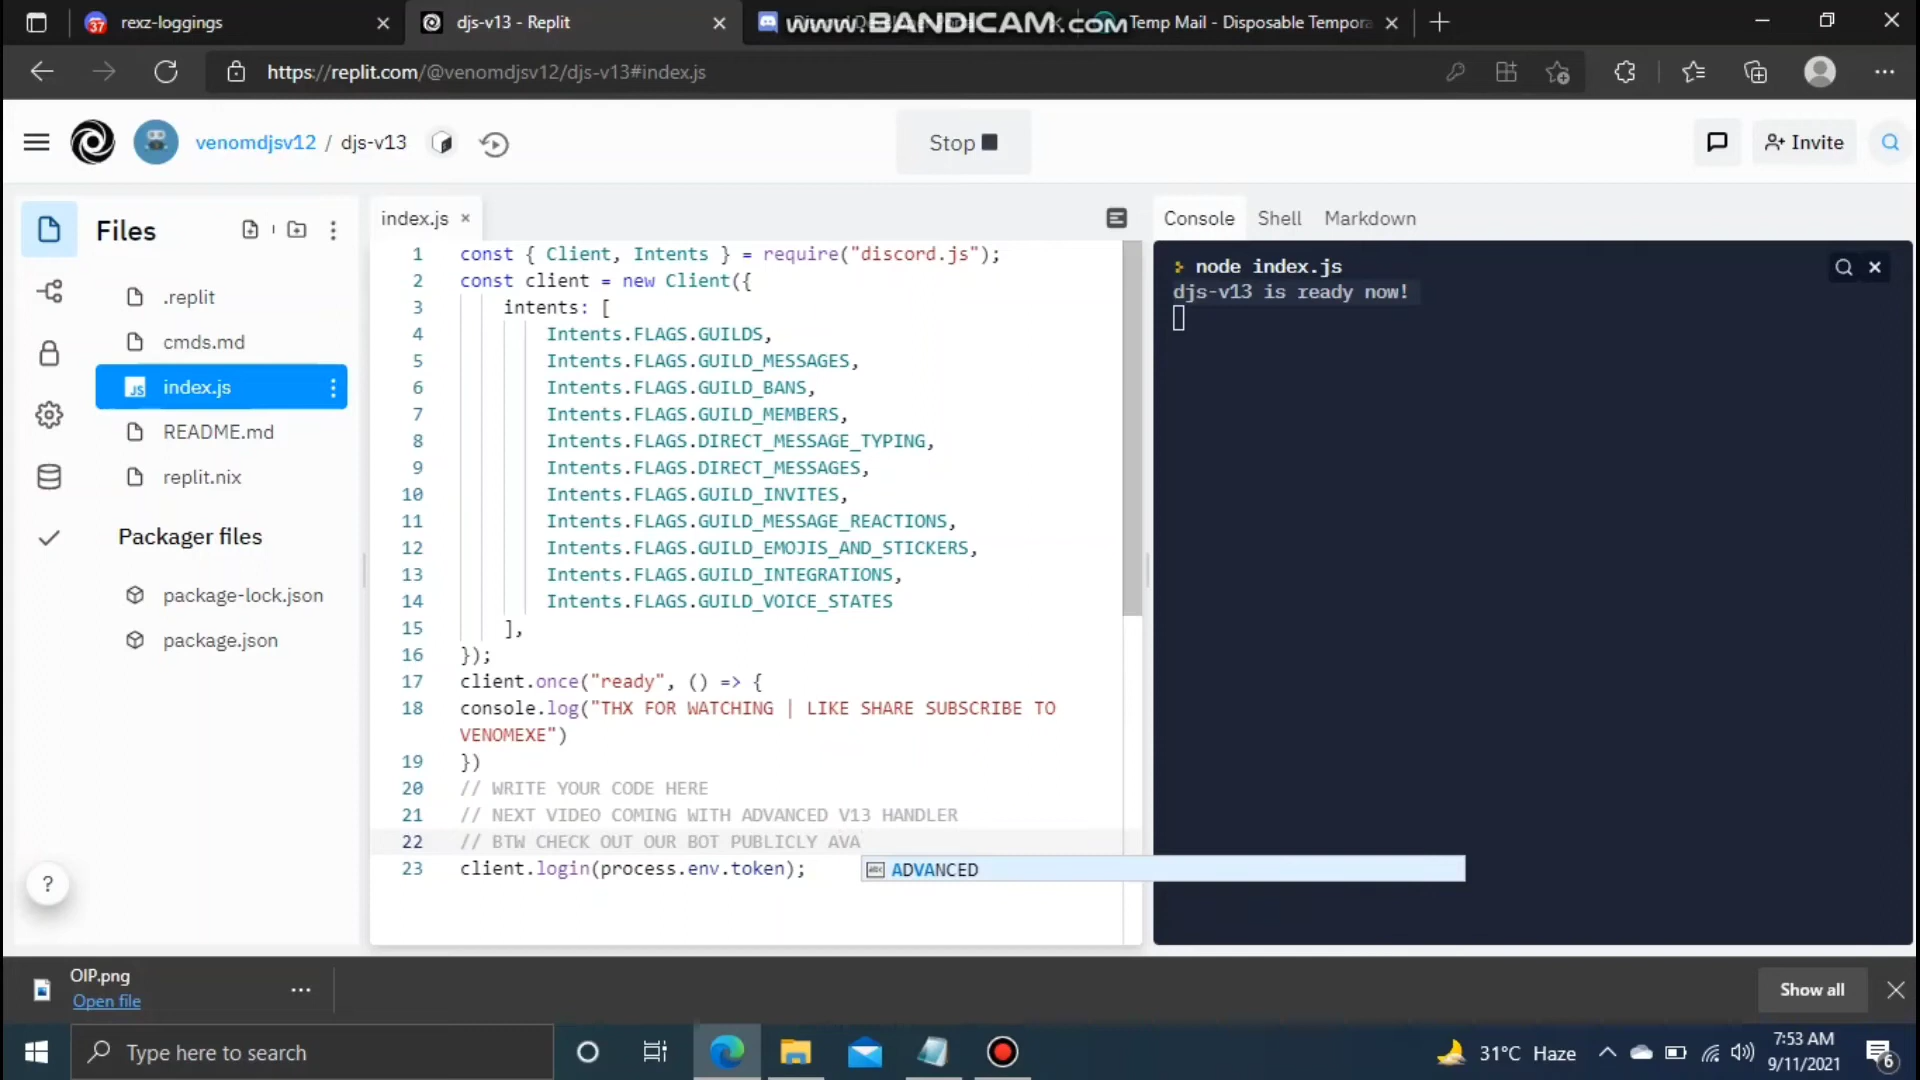 rexz-loggings
djs-v13 - Replit
www.BANDICAM.com
Temp Mail - Disposable Tempora
https://replit.com/@venomdjsv12/djs-v13#index.js
venomdjsv12 / djs-v13
Stop
Invite
Files
.replit
cmds.md
index.js
README.md
replit.nix
Packager files
package-lock.json
package.json
index.js
1 const { Client, Intents } = require("discord.js");
2 const client = new Client({
3 intents: [
4 Intents.FLAGS.GUILDS,
5 Intents.FLAGS.GUILD_MESSAGES,
6 Intents.FLAGS.GUILD_BANS,
7 Intents.FLAGS.GUILD_MEMBERS,
8 Intents.FLAGS.DIRECT_MESSAGE_TYPING,
9 Intents.FLAGS.DIRECT_MESSAGES,
10 Intents.FLAGS.GUILD_INVITES,
11 Intents.FLAGS.GUILD_MESSAGE_REACTIONS,
12 Intents.FLAGS.GUILD_EMOJIS_AND_STICKERS,
13 Intents.FLAGS.GUILD_INTEGRATIONS,
14 Intents.FLAGS.GUILD_VOICE_STATES
15 ],
16 });
17 client.once("ready", () => {
18 console.log("THX FOR WATCHING | LIKE SHARE SUBSCRIBE TO
VENOMEXE")
19 })
20 // WRITE YOUR CODE HERE
21 // NEXT VIDEO COMING WITH ADVANCED V13 HANDLER
22 // BTW CHECK OUT OUR BOT PUBLICLY AVA
23 client.login(process.env.token);
abc ADVANCED
Console Shell Markdown
node index.js
djs-v13 is ready now!
?
OIP.png
Open file
Show all
Type here to search
31°C Haze
7:53 AM
9/11/2021
6